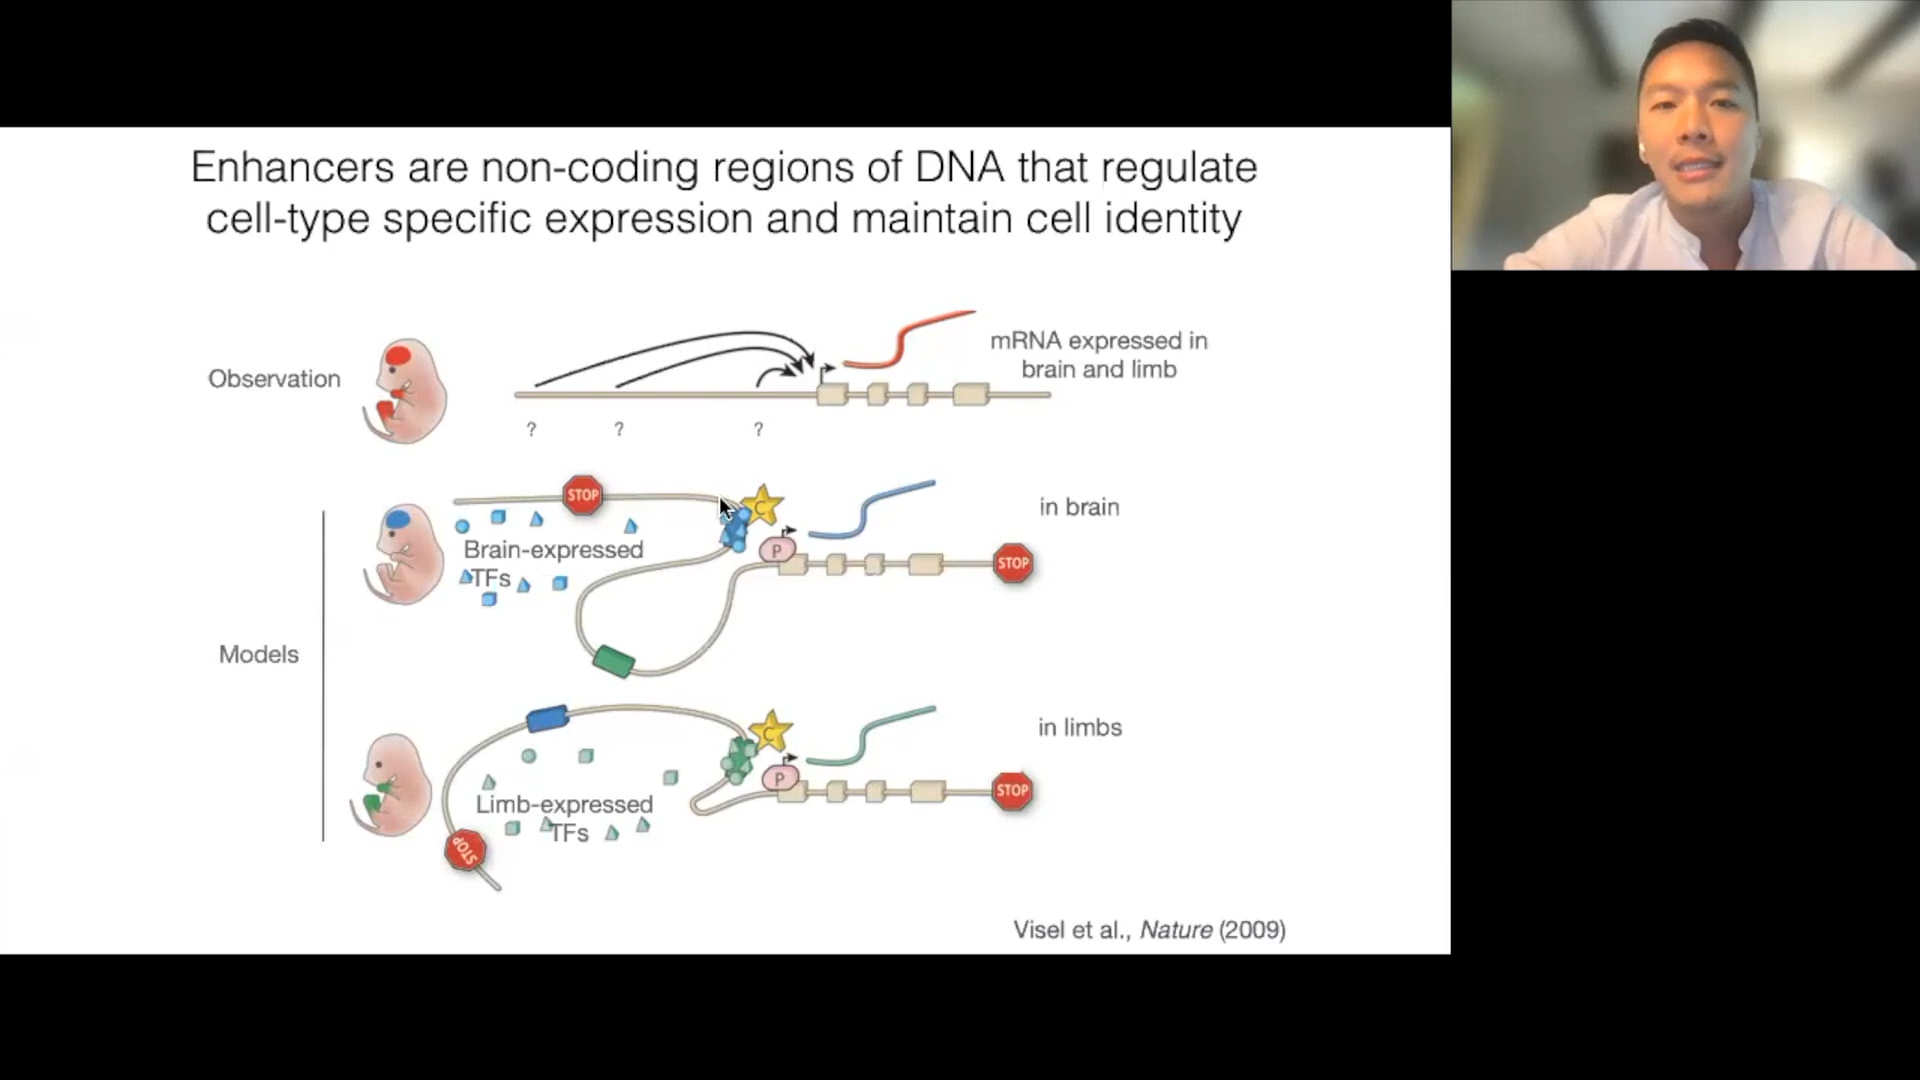 Enhancers are non-coding regions of DNA that regulate
cell-type specific expression and maintain cell identity
Observation
mRNA expressed in
brain and limb
?
?
?
STOP
C
in brain
Brain-expressed
TFs
P
STOP
Models
in limbs
C
P
STOP
Limb-expressed
TFs
STOP
Visel et al., Nature (2009)